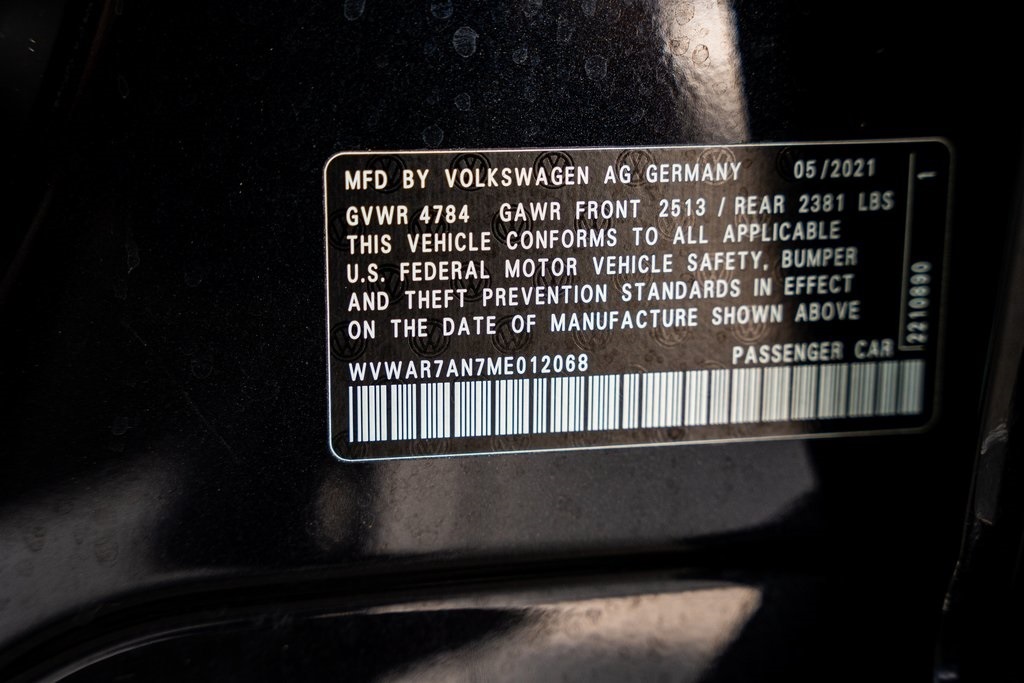 MFD BY VOLKSWAGEN AG GERMANY 05/2021
GVWR 4784 GAWR FRONT 2513 / REAR 2381 LBS
THIS VEHICLE CONFORMS TO ALL APPLICABLE
U.S. FEDERAL MOTOR VEHICLE SAFETY, BUMPER
AND THEFT PREVENTION STANDARDS IN EFFECT
ON THE DATE OF MANUFACTURE SHOWN ABOVE
WVWAR7AN7ME012068 PASSENGER CAR
2210890 1